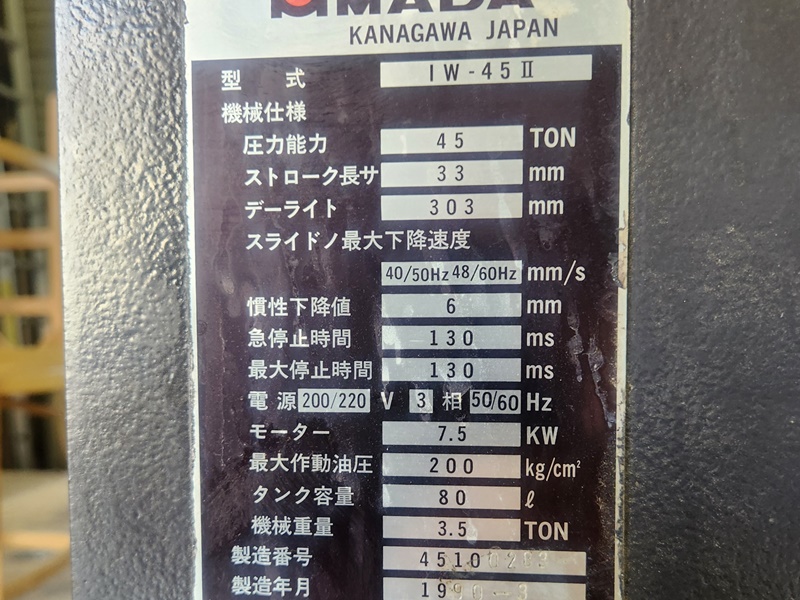 AMADA
KANAGAWA JAPAN
型 式 IW-45Ⅱ
機械仕様
圧力能力 45 TON
ストローク長サ 33 mm
デーライト 303 mm
スライドノ最大下降速度
40/50Hz 48/60Hz mm/s
慣性下降値 6 mm
急停止時間 130 ms
最大停止時間 130 ms
電源 200/220 V 3 相 50/60 Hz
モーター 7.5 KW
最大作動油圧 200 kg/cm²
タンク容量 80 ℓ
機械重量 3.5 TON
製造番号 4510
製造年月 1990-3